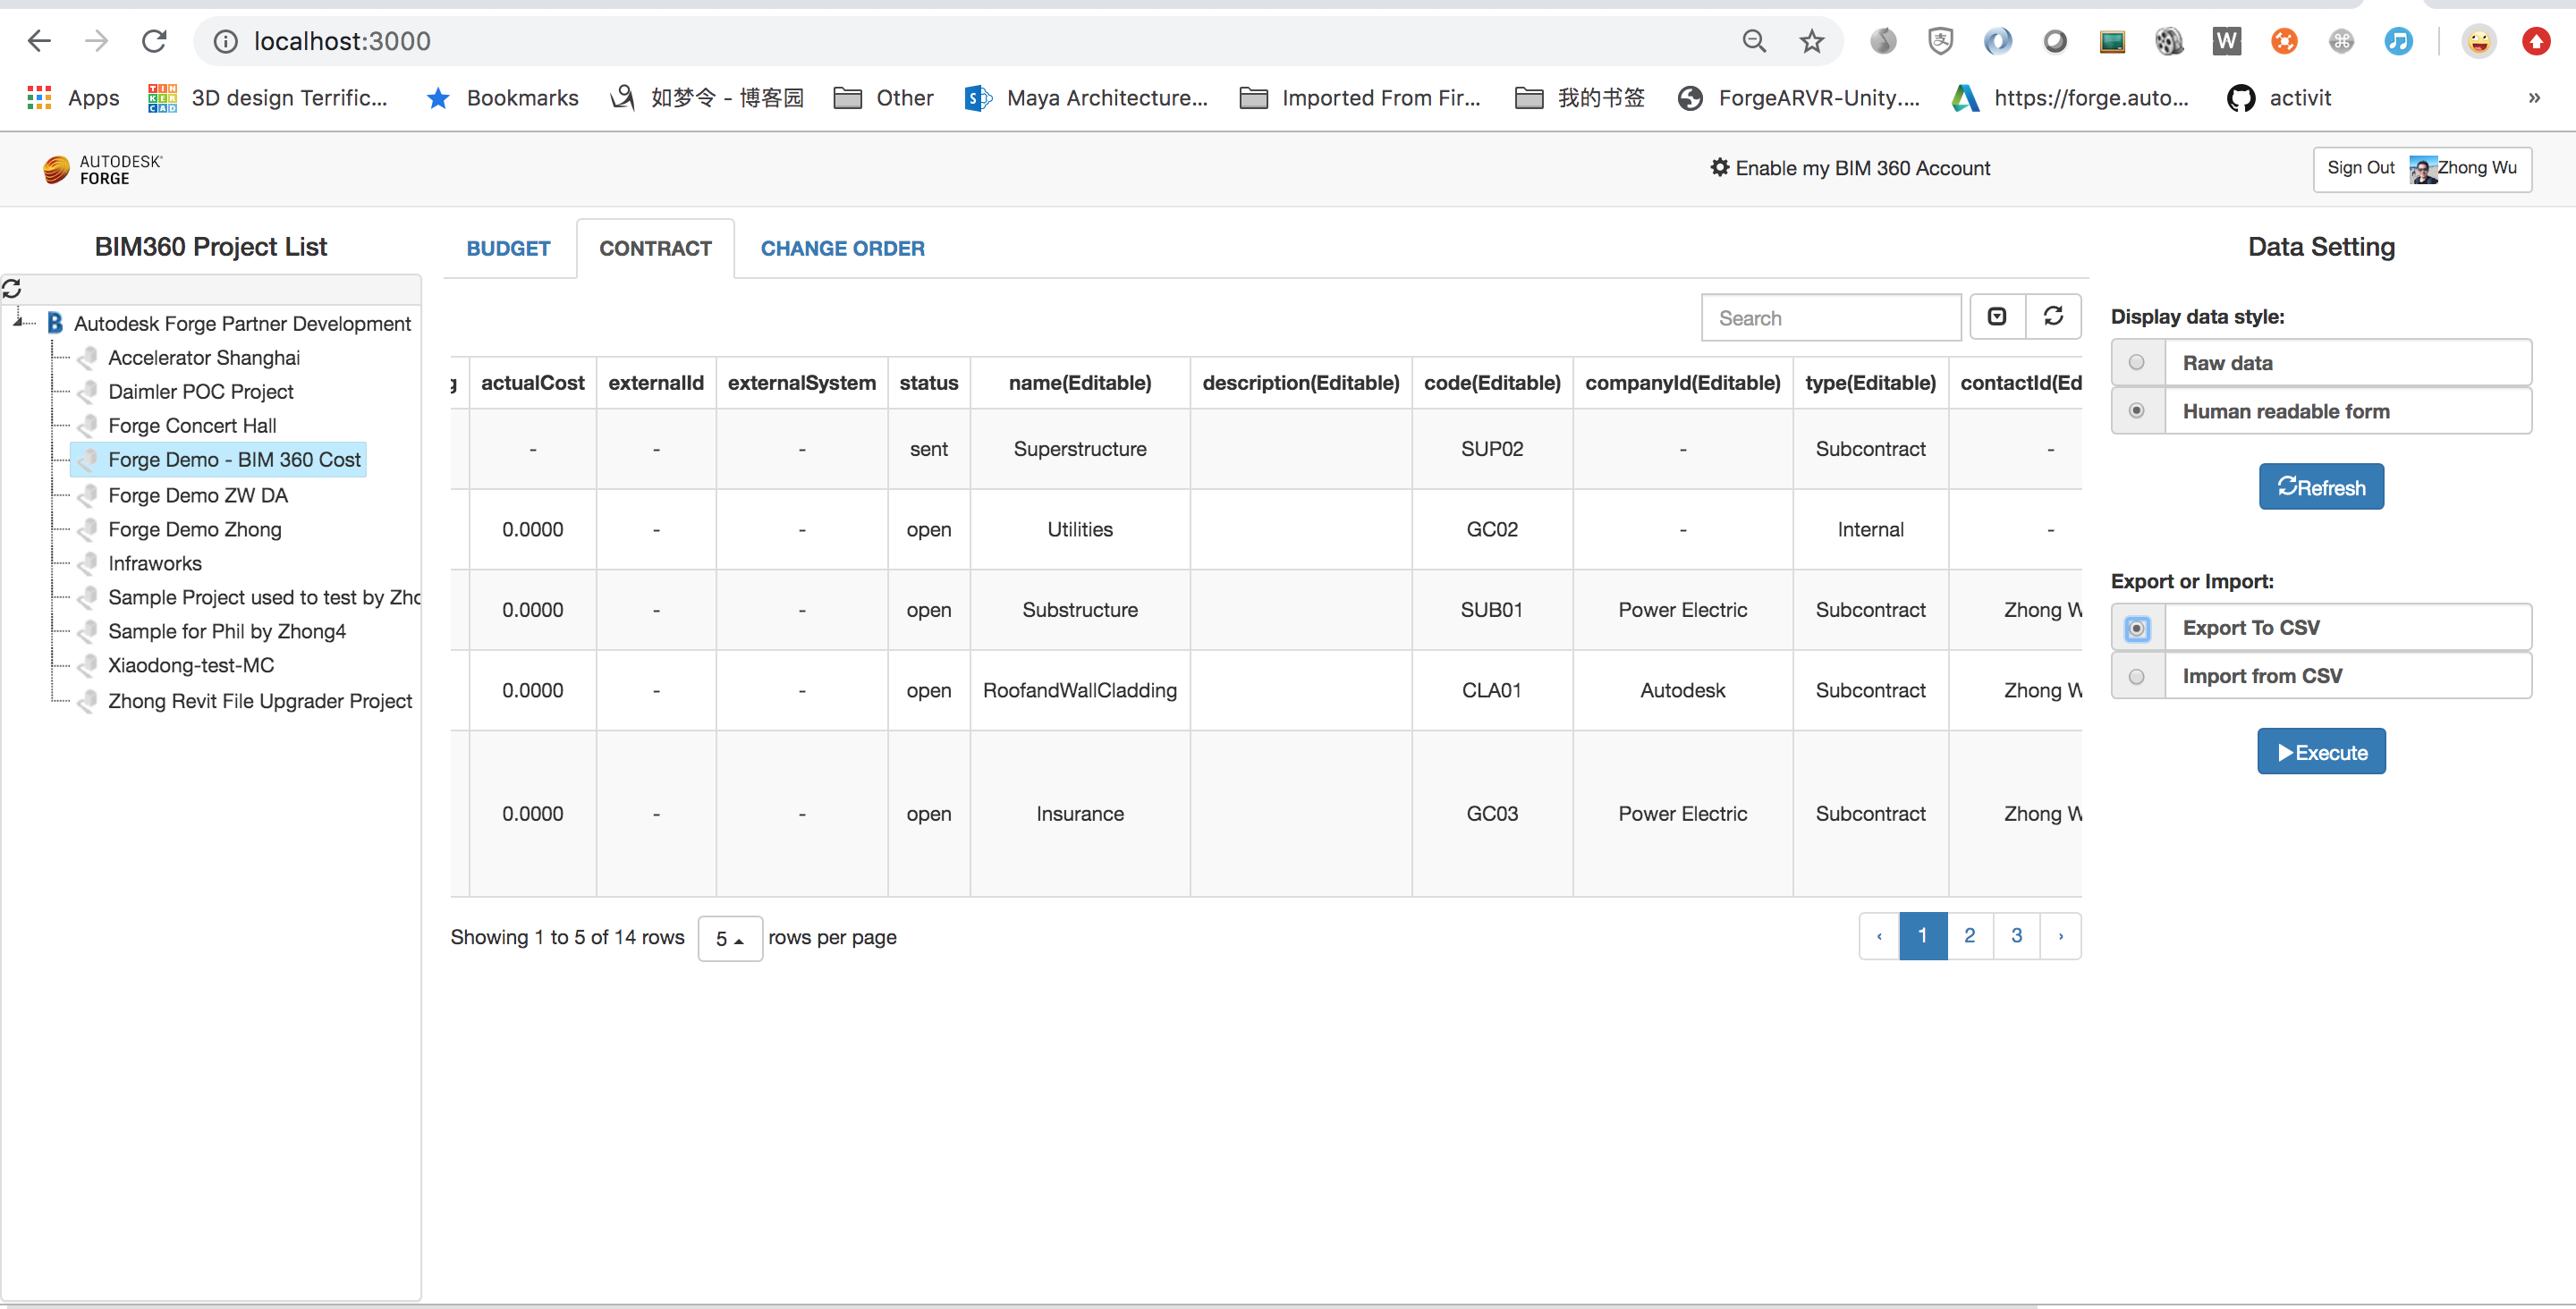 localhost:3000
Apps
3D design Terrific...
Bookmarks
如梦令 - 博客园
Other
Maya Architecture...
Imported From Fir...
我的书签
ForgeARVR-Unity....
https://forge.auto...
activit
»
AUTODESK
FORGE
Enable my BIM 360 Account
Sign Out Zhong Wu
BIM360 Project List
Autodesk Forge Partner Development
Accelerator Shanghai
Daimler POC Project
Forge Concert Hall
Forge Demo - BIM 360 Cost
Forge Demo ZW DA
Forge Demo Zhong
Infraworks
Sample Project used to test by Zho
Sample for Phil by Zhong4
Xiaodong-test-MC
Zhong Revit File Upgrader Project
BUDGET CONTRACT CHANGE ORDER
Search
g actualCost externalId externalSystem status name(Editable) description(Editable) code(Editable) companyId(Editable) type(Editable) contactId(Ed
- - - sent Superstructure SUP02 - Subcontract -
0.0000 - - open Utilities GC02 - Internal -
0.0000 - - open Substructure SUB01 Power Electric Subcontract Zhong W
0.0000 - - open RoofandWallCladding CLA01 Autodesk Subcontract Zhong W
0.0000 - - open Insurance GC03 Power Electric Subcontract Zhong W
Showing 1 to 5 of 14 rows 5 rows per page
‹ 1 2 3 ›
Data Setting
Display data style:
Raw data
Human readable form
Refresh
Export or Import:
Export To CSV
Import from CSV
Execute